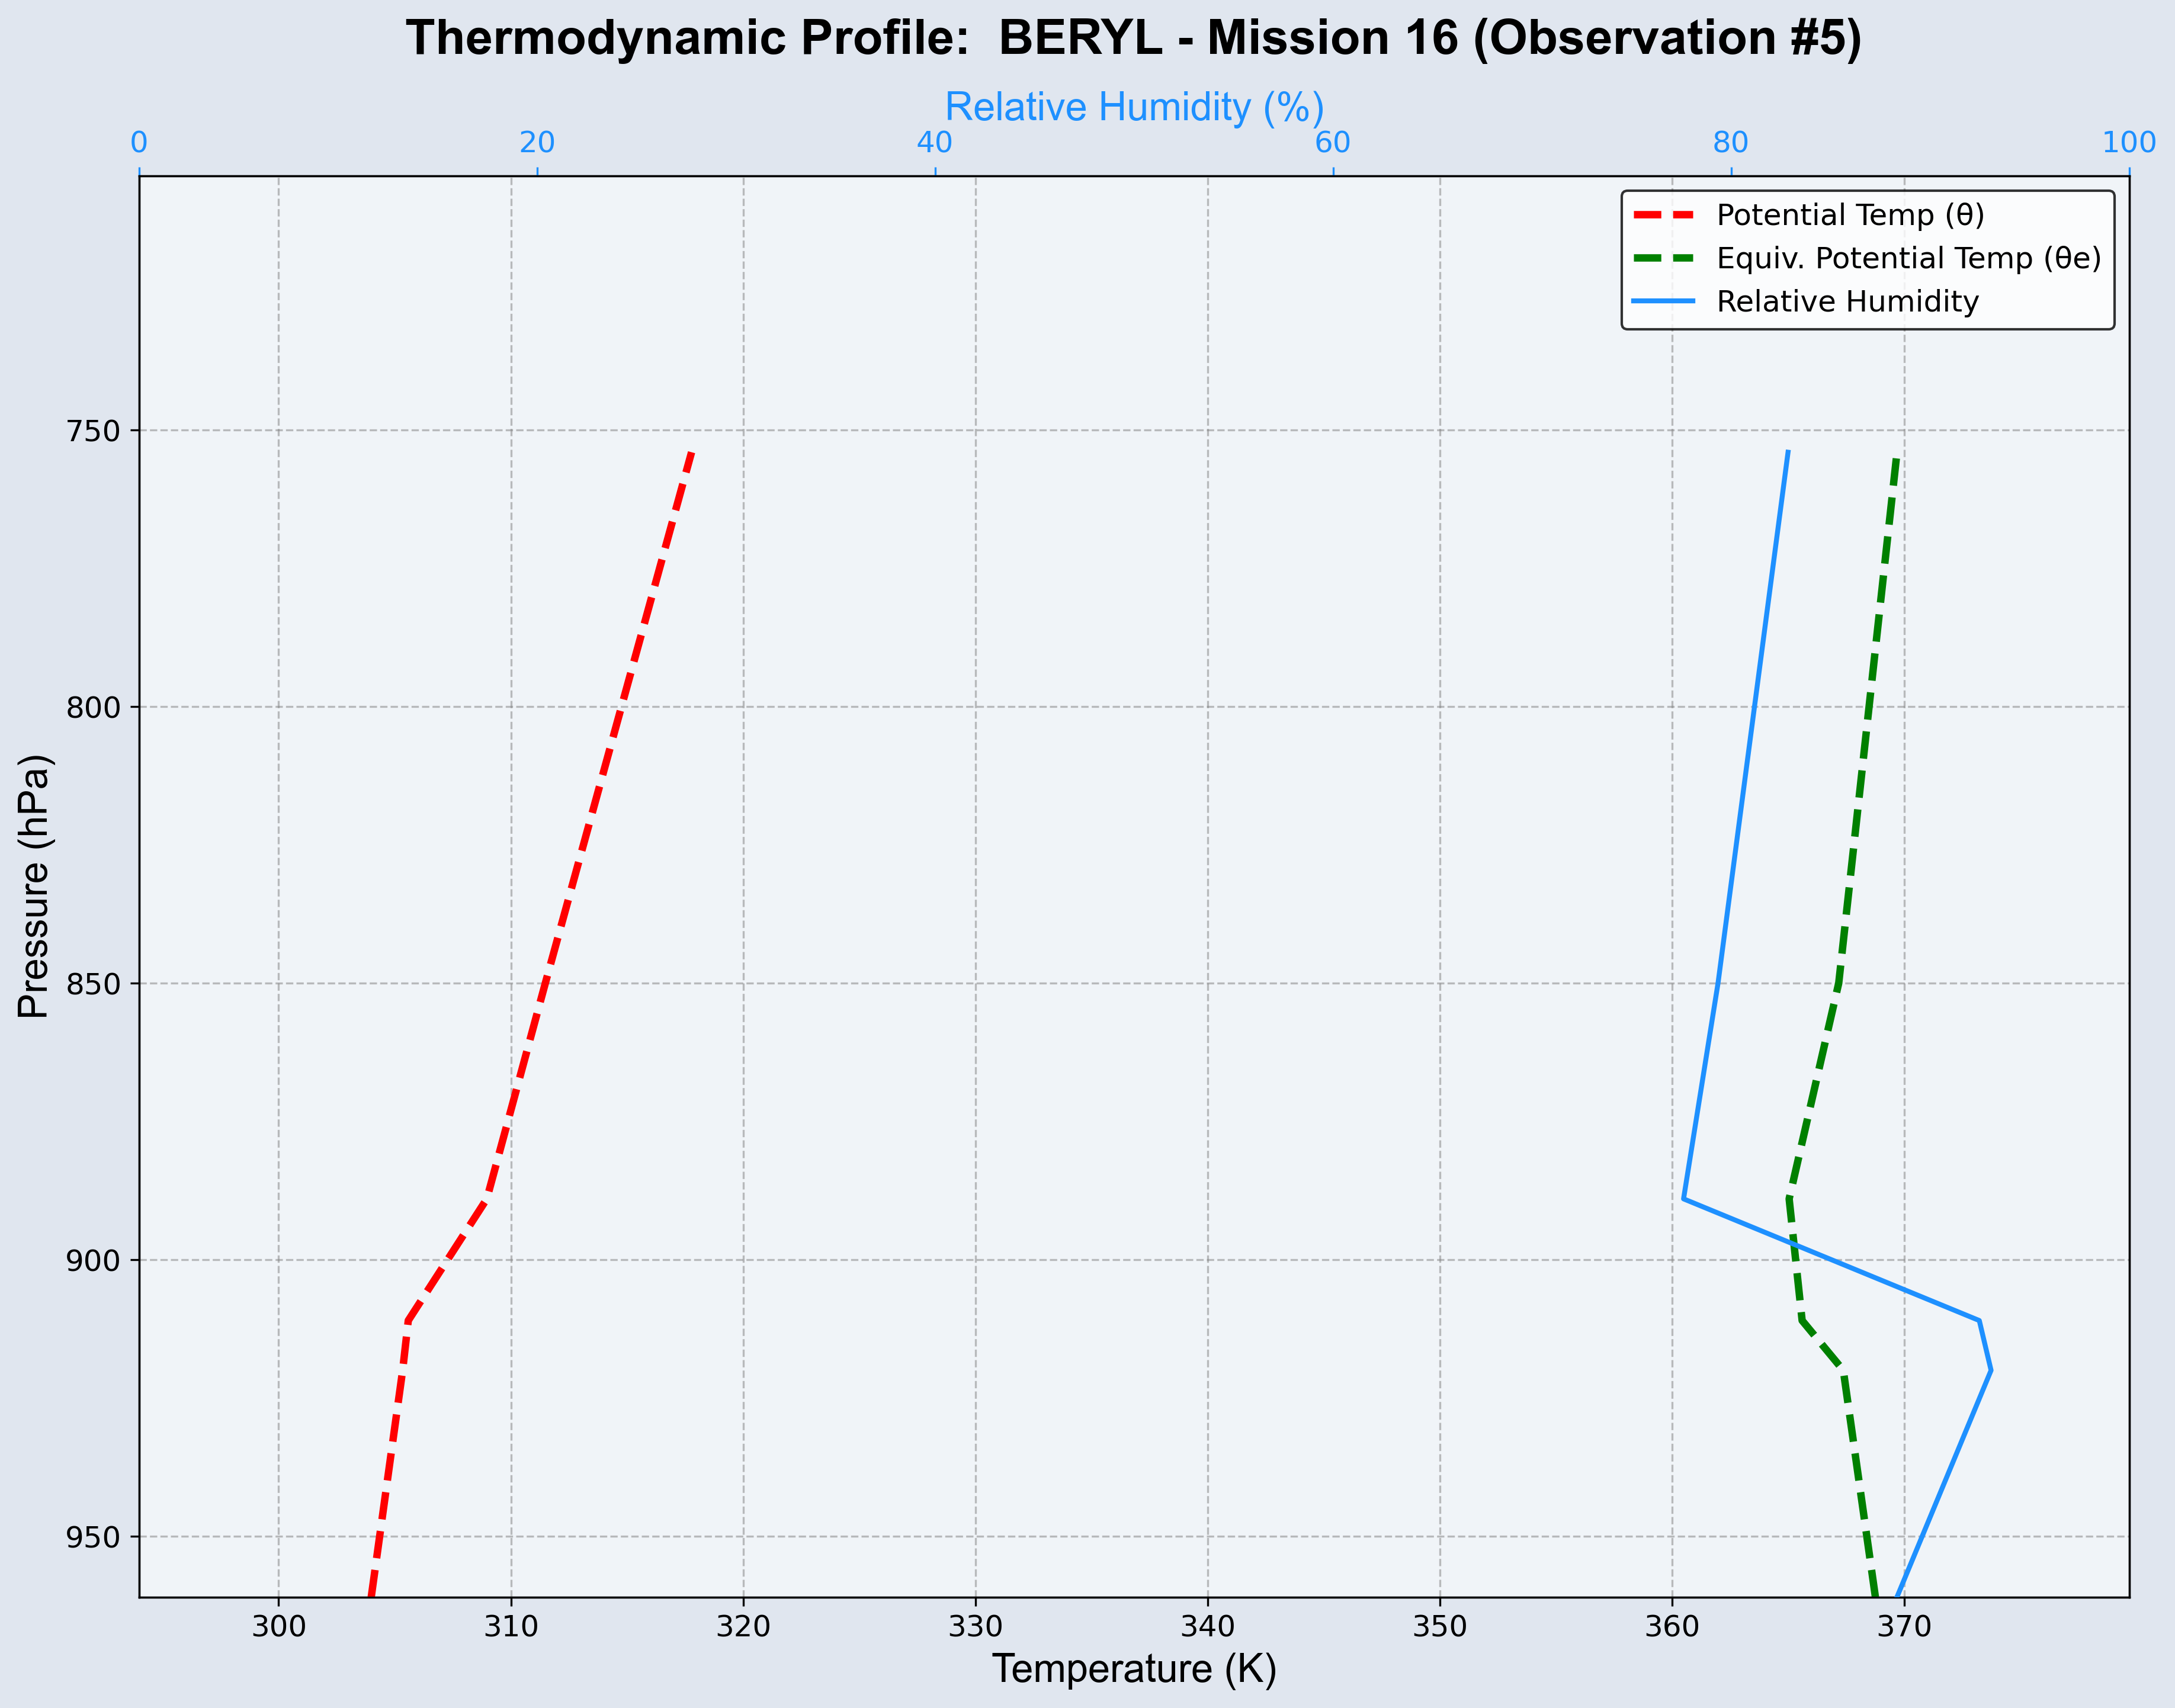 Thermodynamic Profile:  BERYL - Mission 16 (Observation #5)
Relative Humidity (%)
0 20 40 60 80 100
Potential Temp (θ)
Equiv. Potential Temp (θe)
Relative Humidity
Pressure (hPa)
750
800
850
900
950
300 310 320 330 340 350 360 370
Temperature (K)